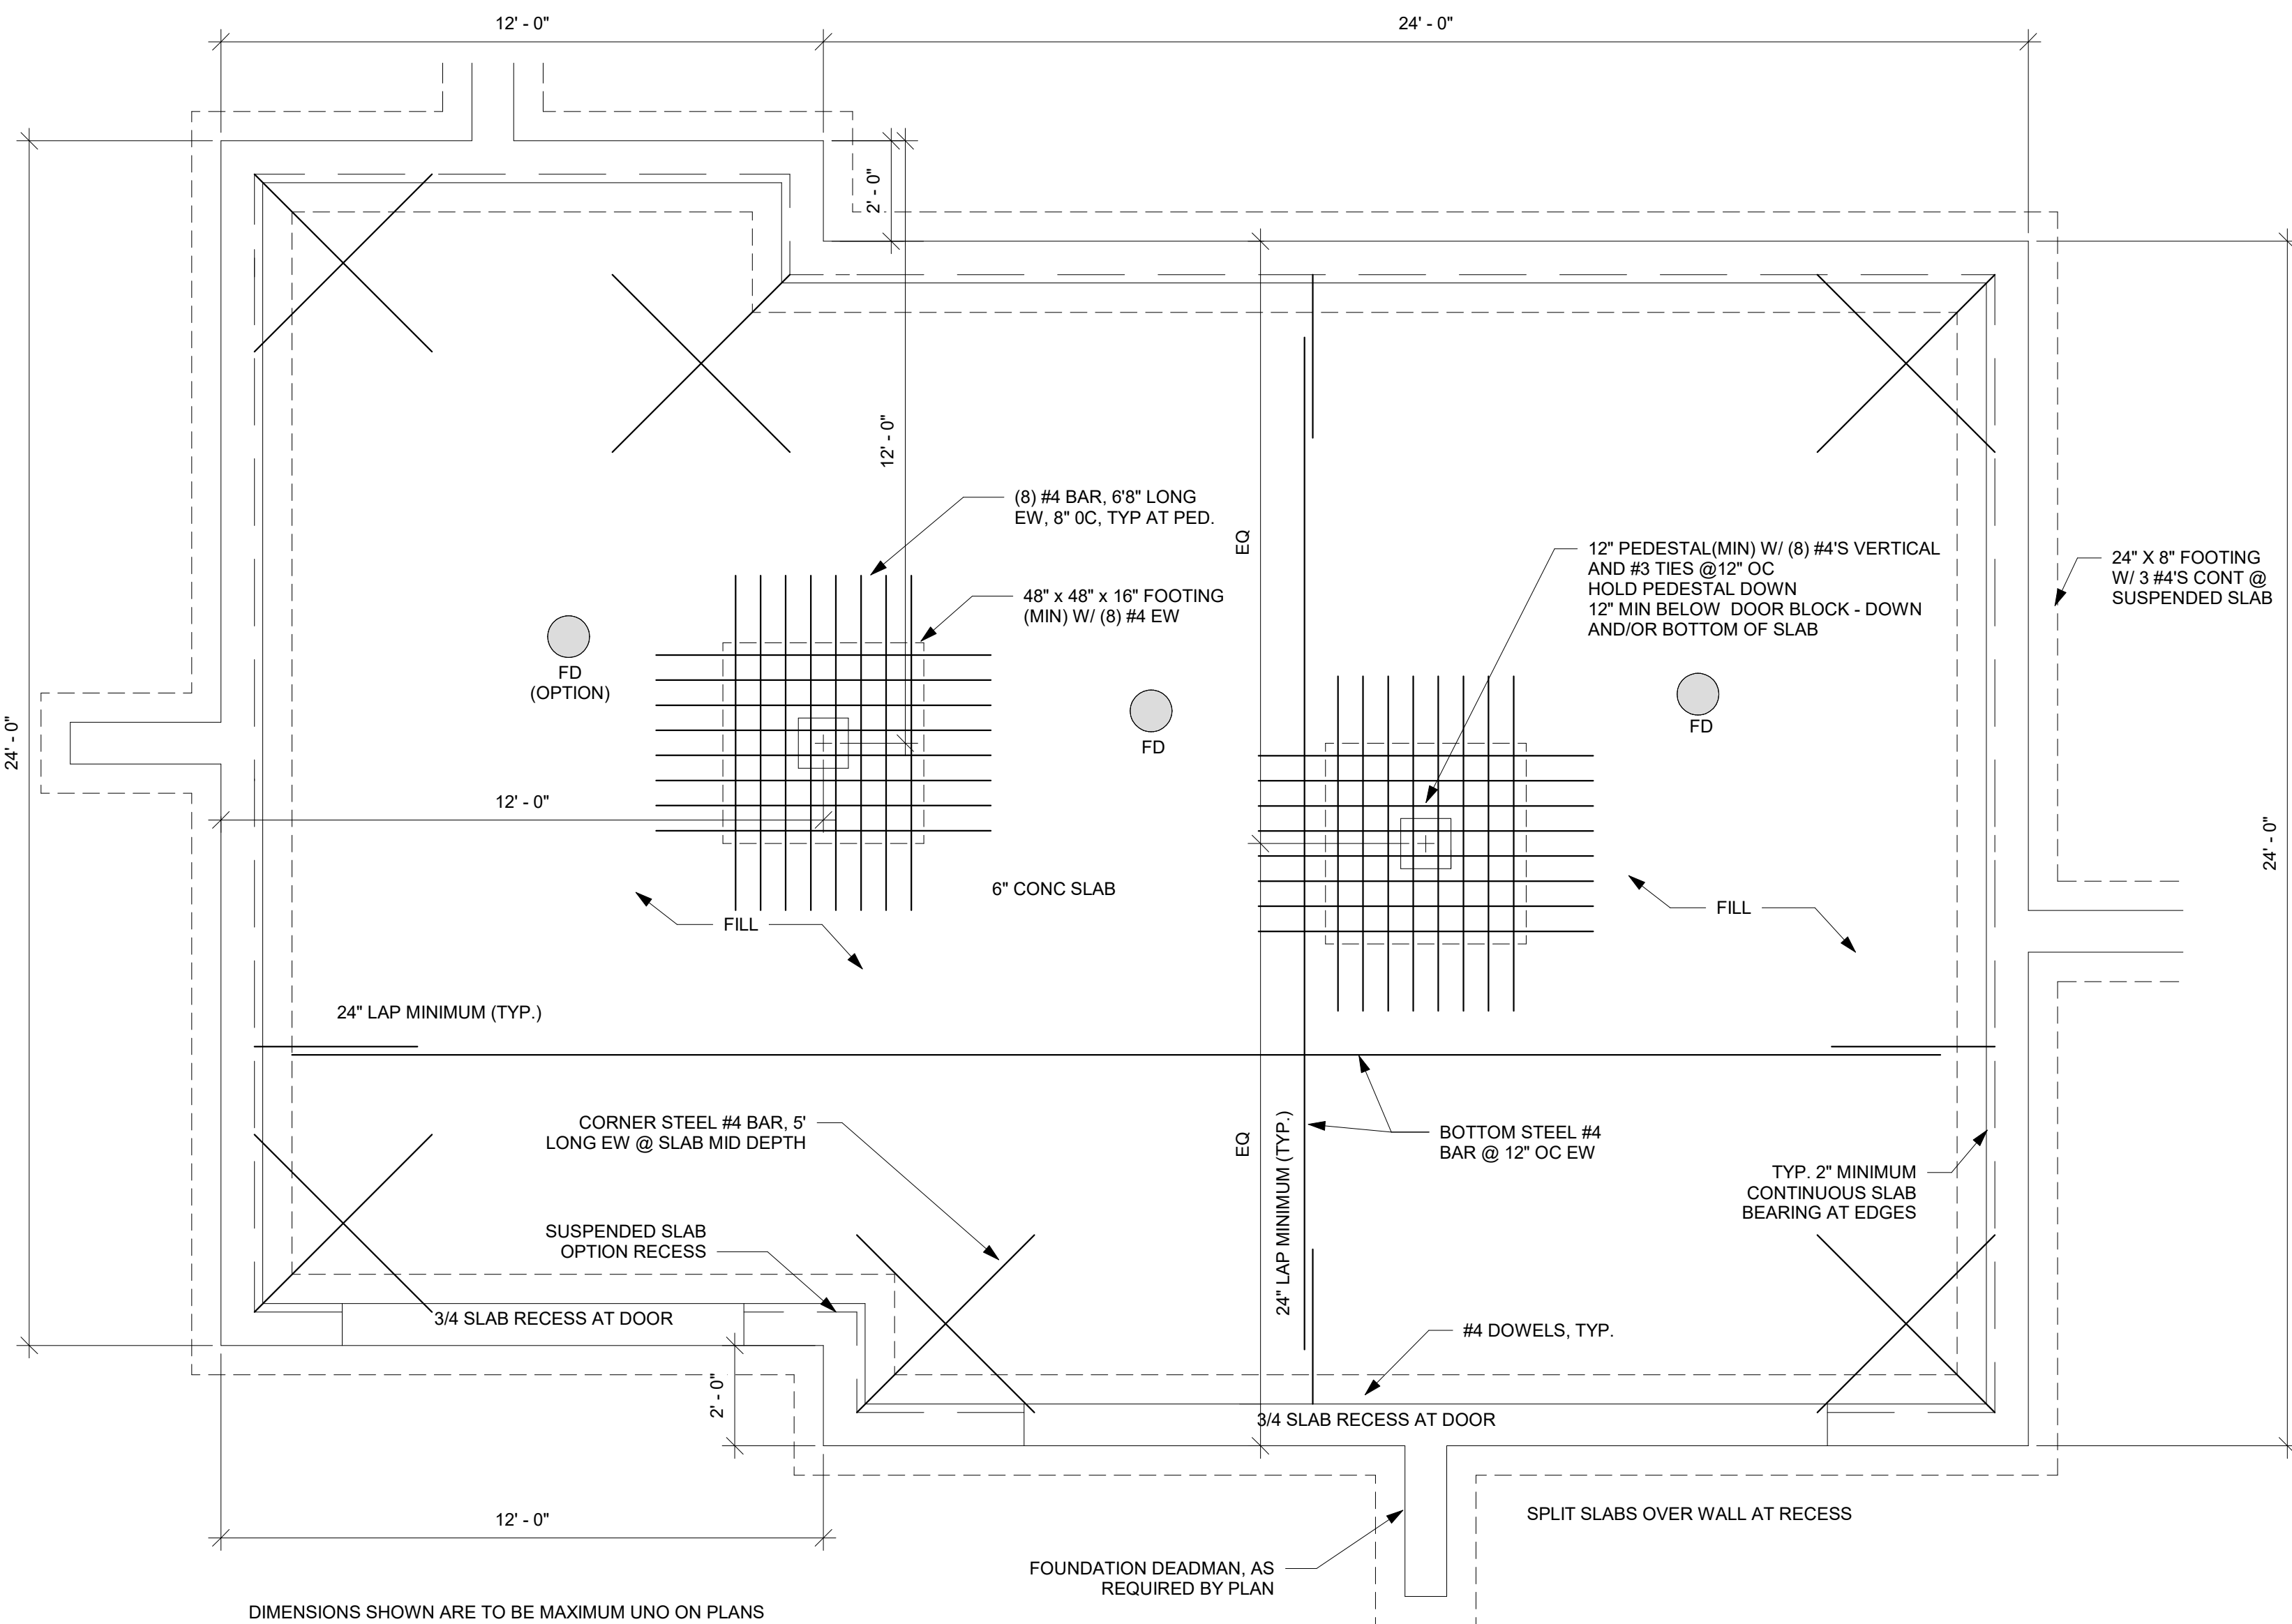 12' - 0"
24' - 0"
2' - 0"
12' - 0"
(8) #4 BAR, 6'8" LONG
EW, 8" 0C, TYP AT PED.
EQ
12" PEDESTAL(MIN) W/ (8) #4'S VERTICAL
AND #3 TIES @12" OC
HOLD PEDESTAL DOWN
12" MIN BELOW DOOR BLOCK - DOWN
AND/OR BOTTOM OF SLAB
24" X 8" FOOTING
W/ 3 #4'S CONT @
SUSPENDED SLAB
48" x 48" x 16" FOOTING
(MIN) W/ (8) #4 EW
FD
(OPTION)
FD
FD
24' - 0"
12' - 0"
24' - 0"
6" CONC SLAB
FILL
FILL
24" LAP MINIMUM (TYP.)
CORNER STEEL #4 BAR, 5'
LONG EW @ SLAB MID DEPTH
EQ
24" LAP MINIMUM (TYP.)
BOTTOM STEEL #4
BAR @ 12" OC EW
TYP. 2" MINIMUM
CONTINUOUS SLAB
BEARING AT EDGES
SUSPENDED SLAB
OPTION RECESS
3/4 SLAB RECESS AT DOOR
#4 DOWELS, TYP.
2' - 0"
3/4 SLAB RECESS AT DOOR
12' - 0"
SPLIT SLABS OVER WALL AT RECESS
FOUNDATION DEADMAN, AS
REQUIRED BY PLAN
DIMENSIONS SHOWN ARE TO BE MAXIMUM UNO ON PLANS